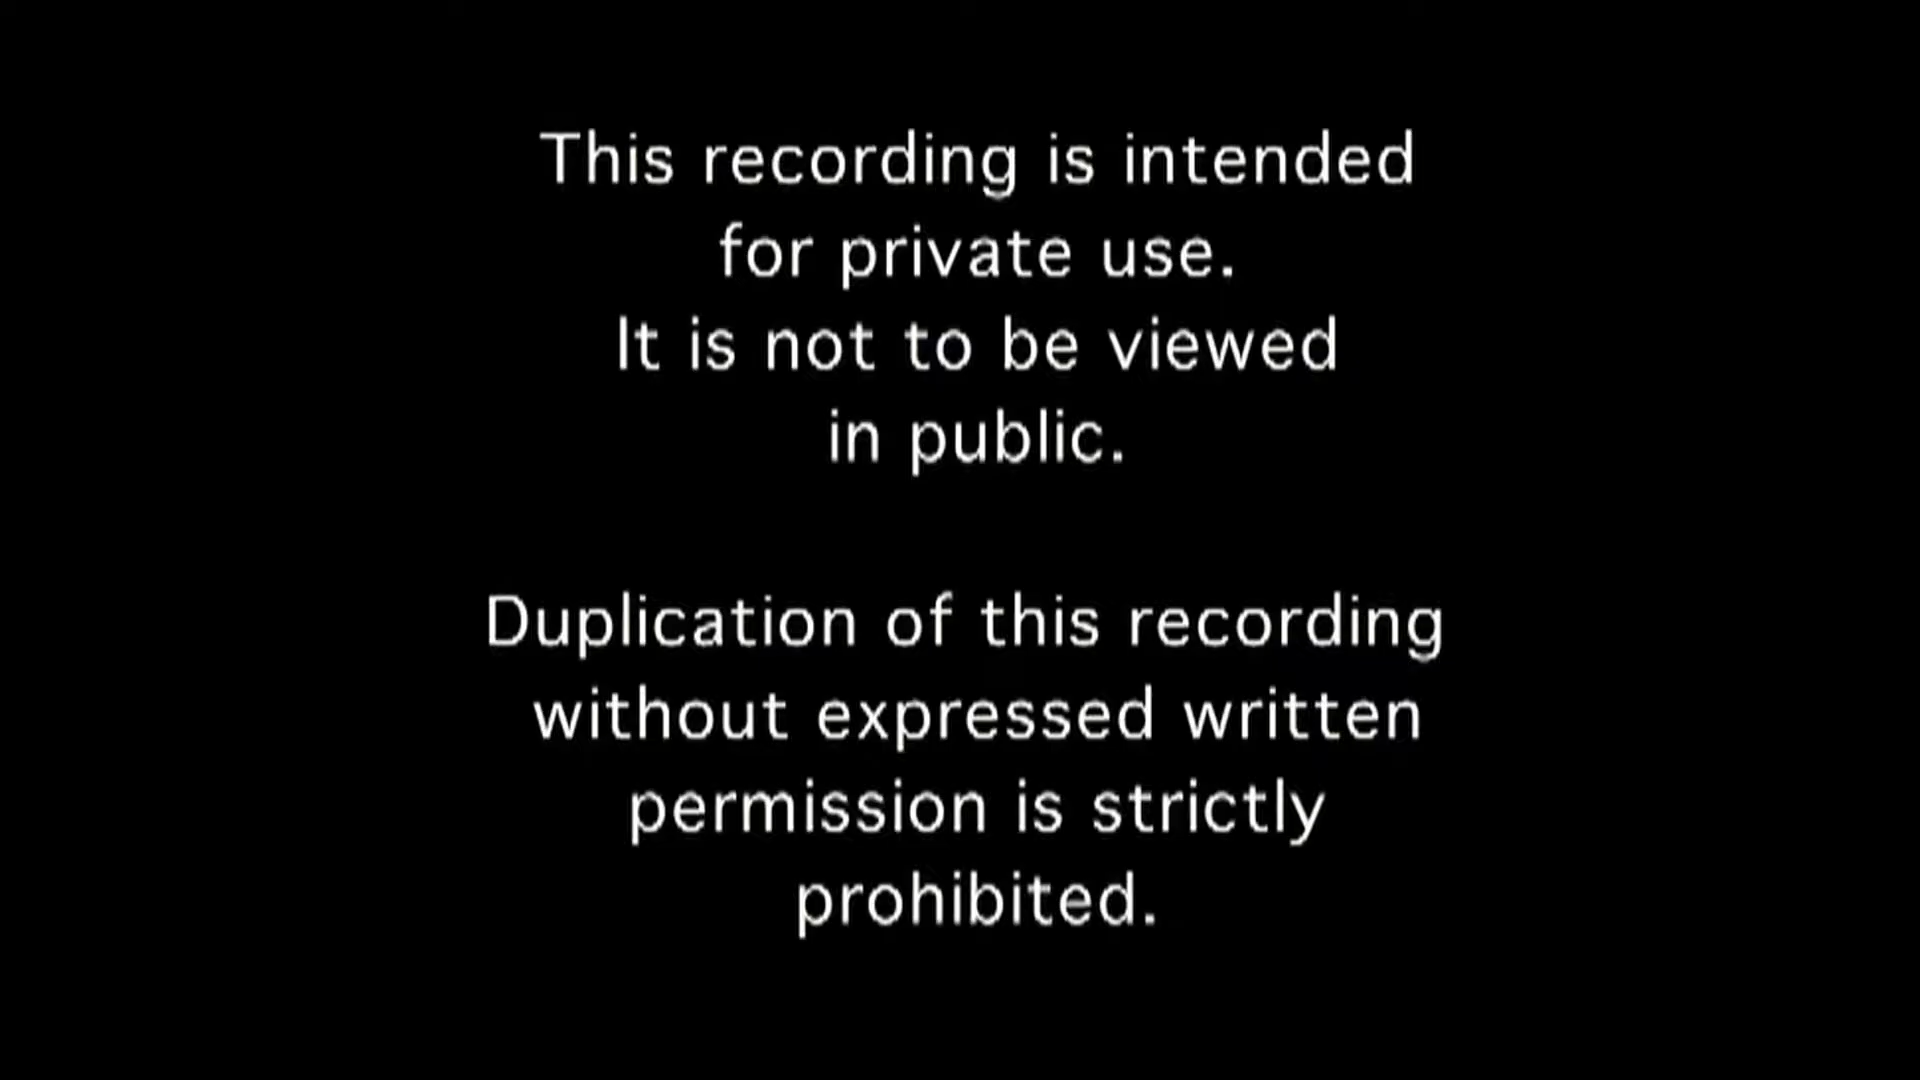 This recording is intended
for private use.
It is not to be viewed
in public.
Duplication of this recording
without expressed written
permission is strictly
prohibited.